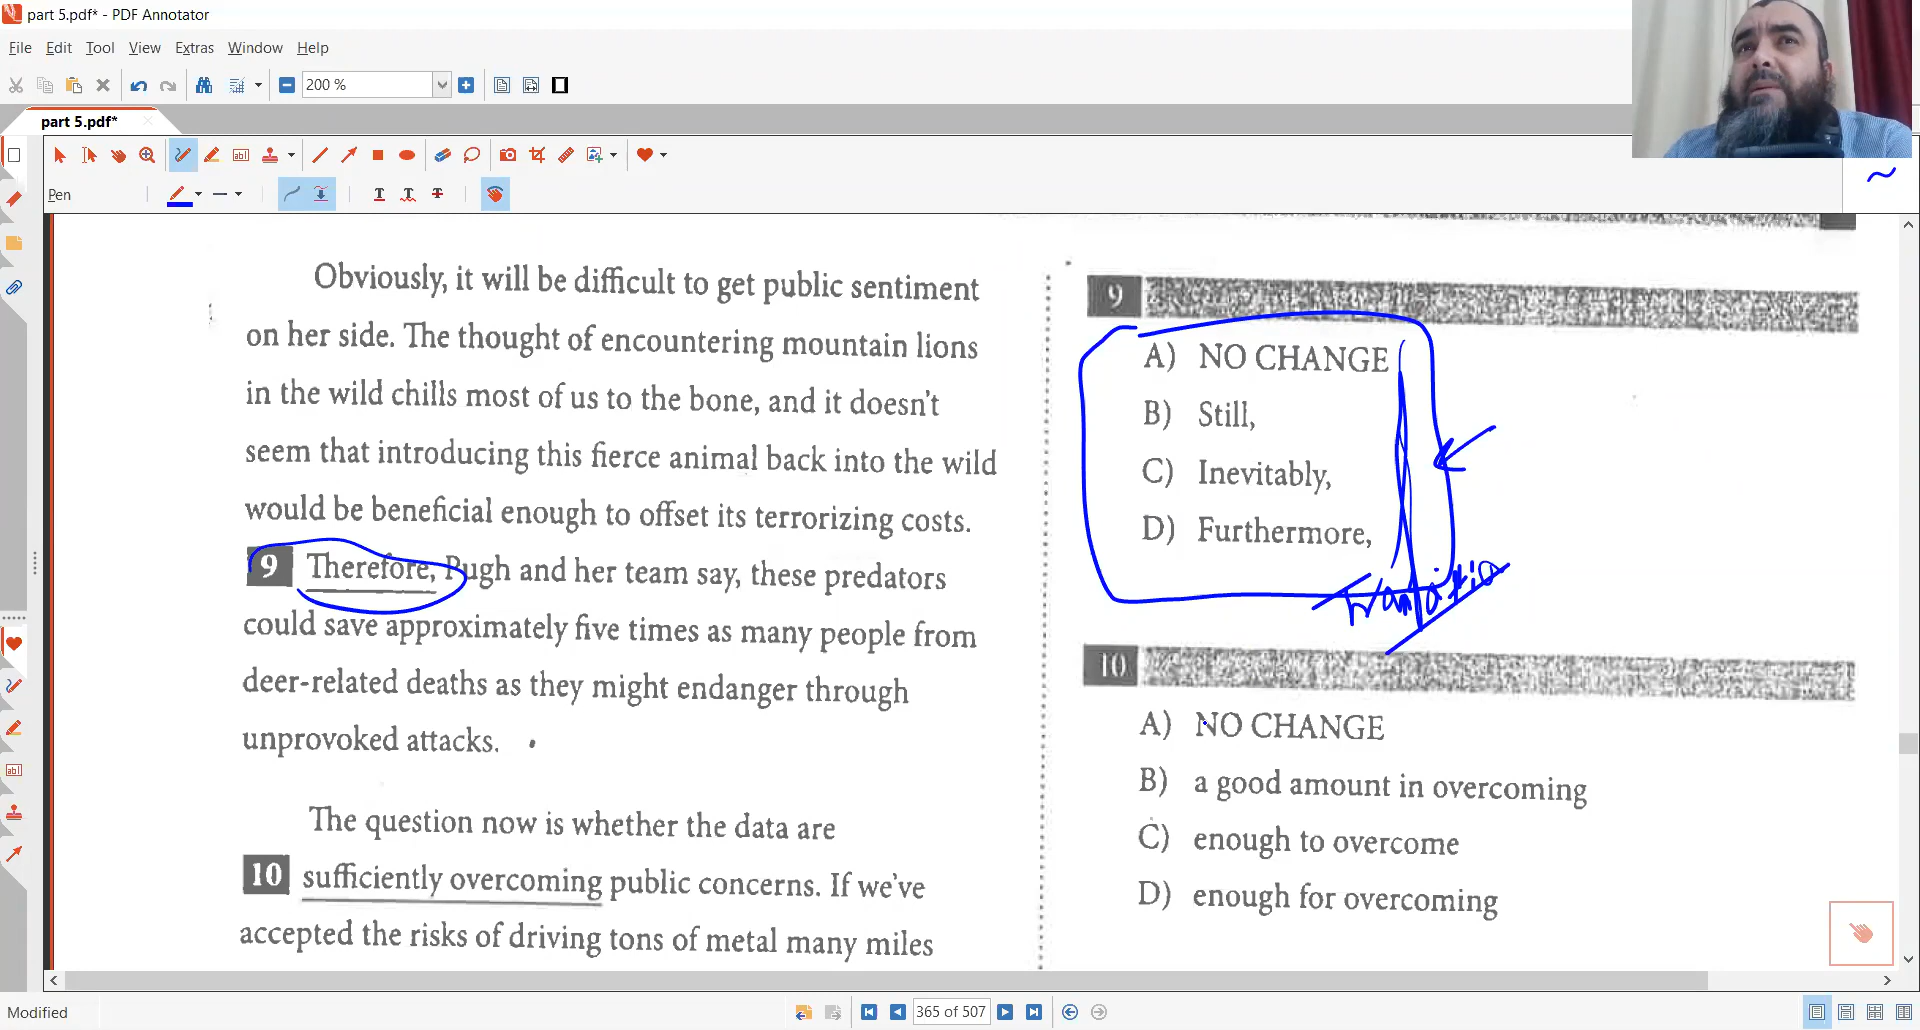 part 5.pdf* - PDF Annotator
File Edit Tool View Extras Window Help
200 %
part 5.pdf*
Pen
Obviously, it will be difficult to get public sentiment
on her side. The thought of encountering mountain lions
in the wild chills most of us to the bone, and it doesn't
seem that introducing this fierce animal back into the wild
would be beneficial enough to offset its terrorizing costs.
9 Therefore, Pugh and her team say, these predators
could save approximately five times as many people from
deer-related deaths as they might endanger through
unprovoked attacks.
The question now is whether the data are
10 sufficiently overcoming public concerns. If we've
accepted the risks of driving tons of metal many miles
9
A) NO CHANGE
B) Still,
C) Inevitably,
D) Furthermore,
10
A) NO CHANGE
B) a good amount in overcoming
C) enough to overcome
D) enough for overcoming
Modified
365 of 507